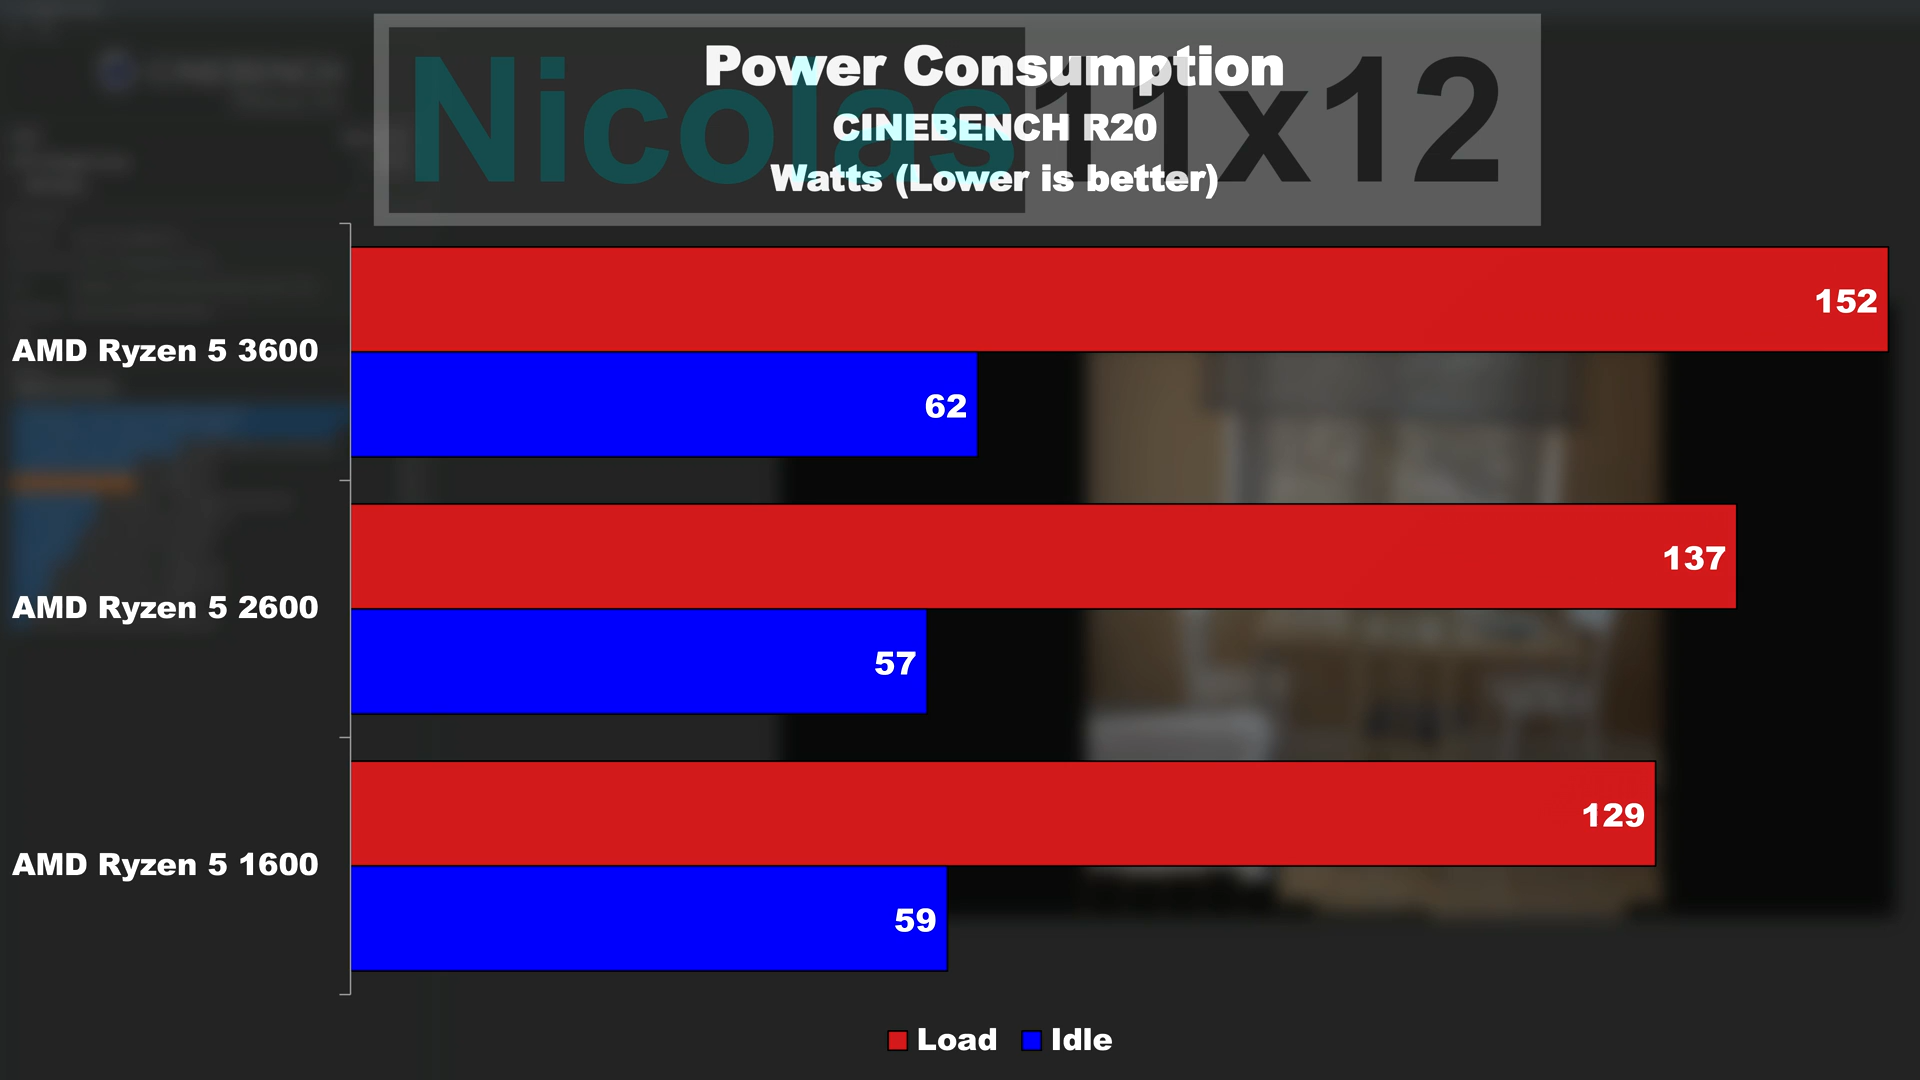 Nicolas11x12
Power Consumption
CINEBENCH R20
Watts (Lower is better)
AMD Ryzen 5 3600
152
62
AMD Ryzen 5 2600
137
57
AMD Ryzen 5 1600
129
59
Load
Idle